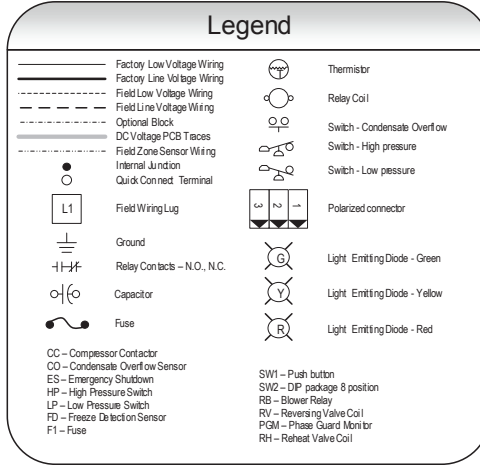 Legend
Factory Low Voltage Wiring
Factory Line Voltage Wiring
Field Low Voltage Wiring
Field Line Voltage Wiring
Optional Block
DC Voltage PCB Traces
Field Zone Sensor Wiring
Internal Junction
Quick Connect Terminal
L1
Field Wiring Lug
Ground
Relay Contacts – N.O., N.C.
Capacitor
Fuse
Thermistor
Relay Coil
Switch - Condensate Overflow
Switch - High pressure
Switch - Low pressure
3 2 1
Polarized connector
G
Light Emitting Diode - Green
Y
Light Emitting Diode - Yellow
R
Light Emitting Diode - Red
CC – Compressor Contactor
CO – Condensate Overflow Sensor
ES – Emergency Shutdown
HP – High Pressure Switch
LP – Low Pressure Switch
FD – Freeze Detection Sensor
F1 – Fuse
SW1 – Push button
SW2 – DIP package 8 position
RB – Blower Relay
RV – Reversing Valve Coil
PGM – Phase Guard Monitor
RH – Reheat Valve Coil